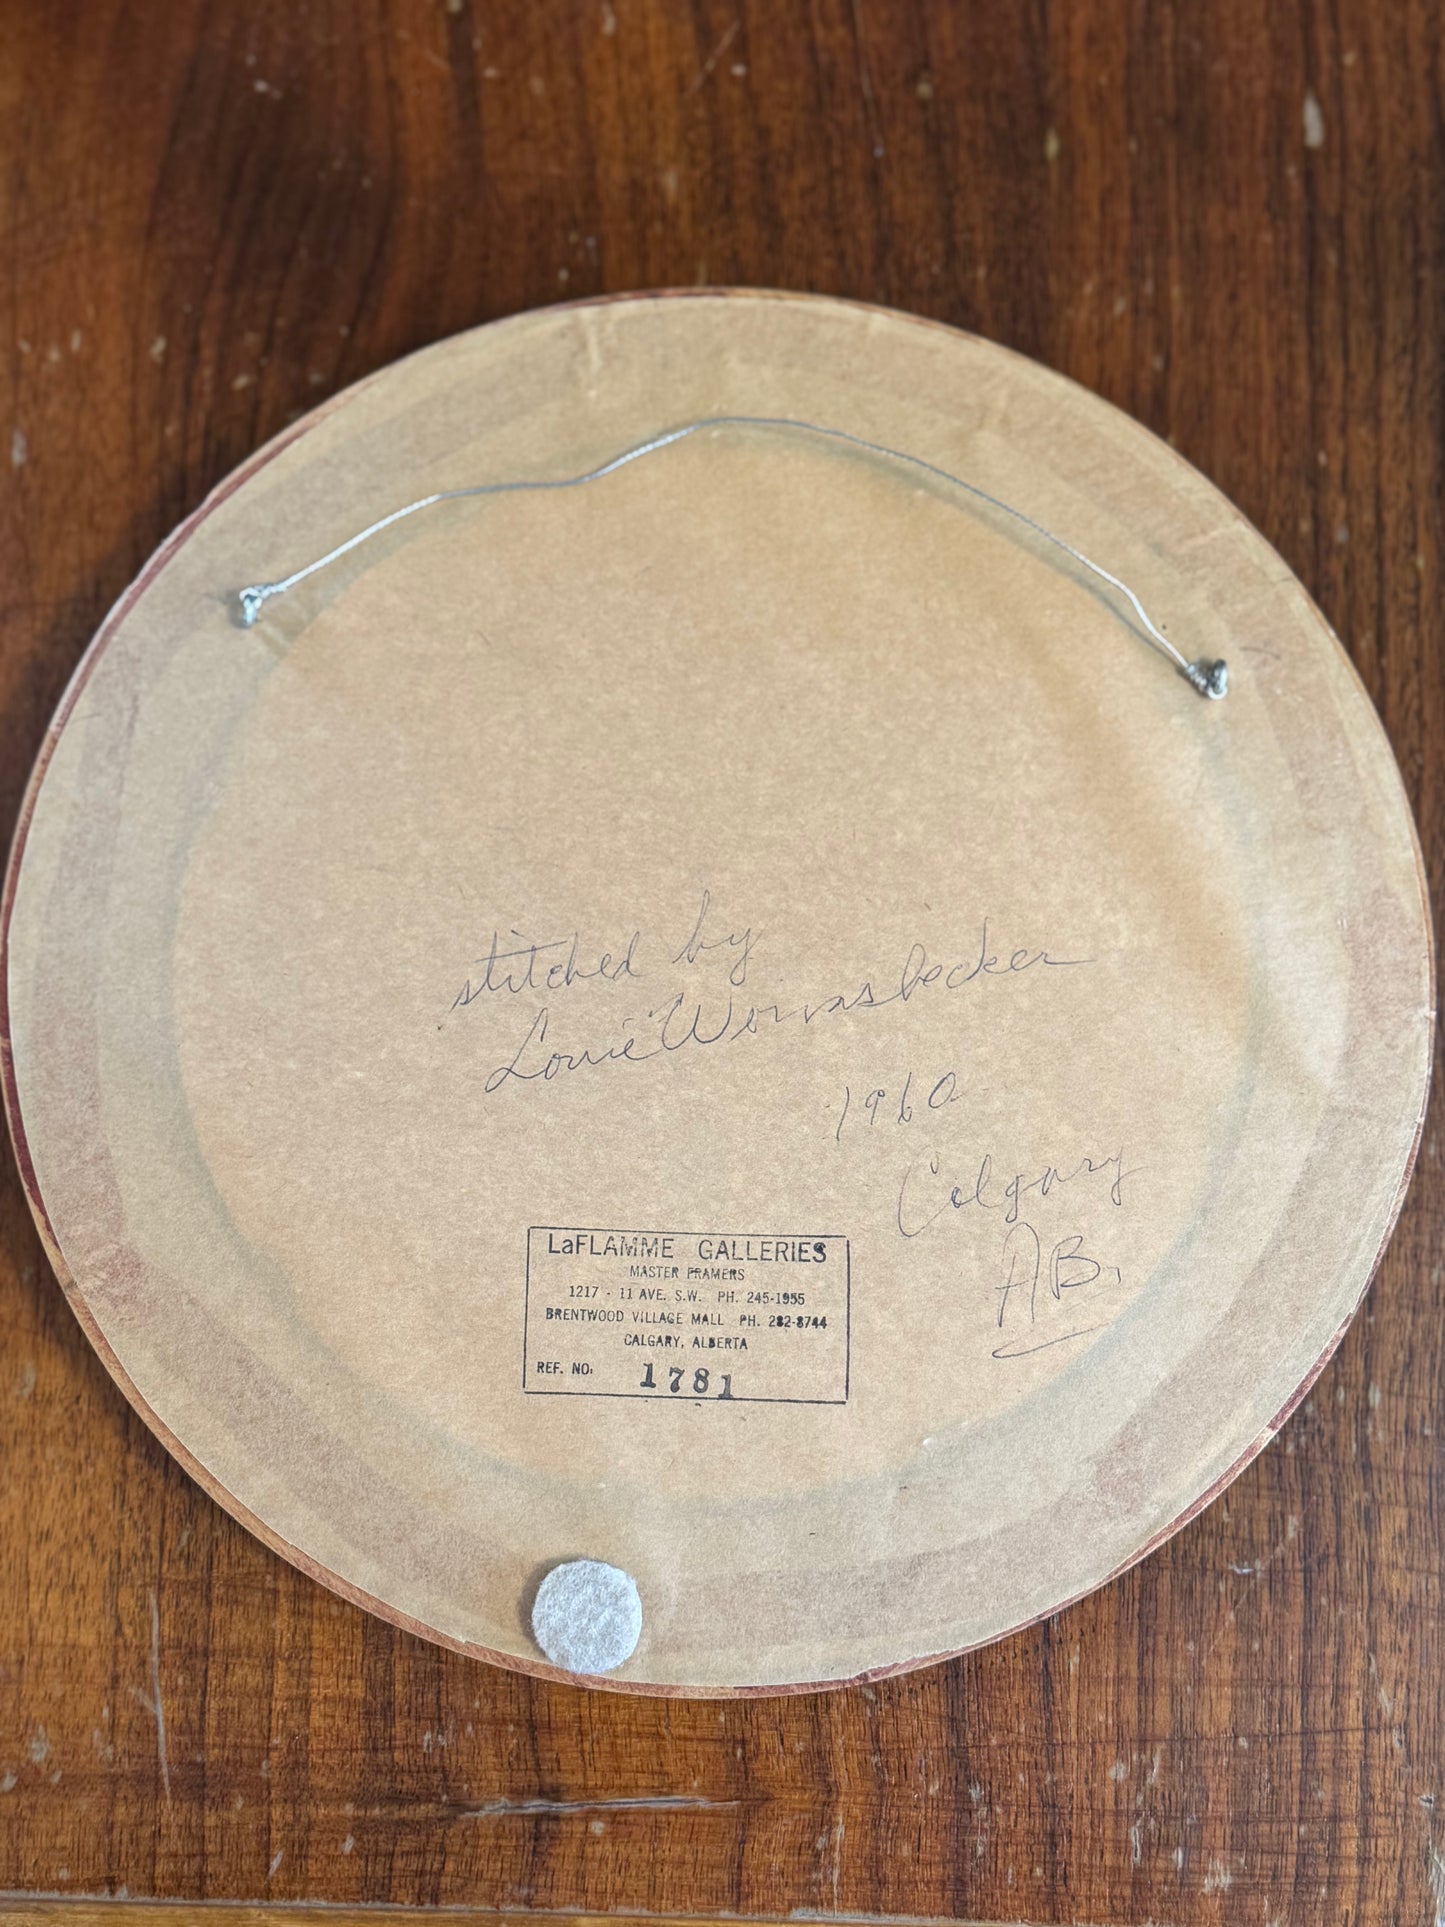 stitched by
Lorrie Wormsbecker
1960
Calgary
AB.
LaFLAMME GALLERIES
MASTER FRAMERS
1217 - 11 AVE. S.W. PH. 245-1955
BRENTWOOD VILLAGE MALL PH. 282-8744
CALGARY, ALBERTA
REF. NO. 1781